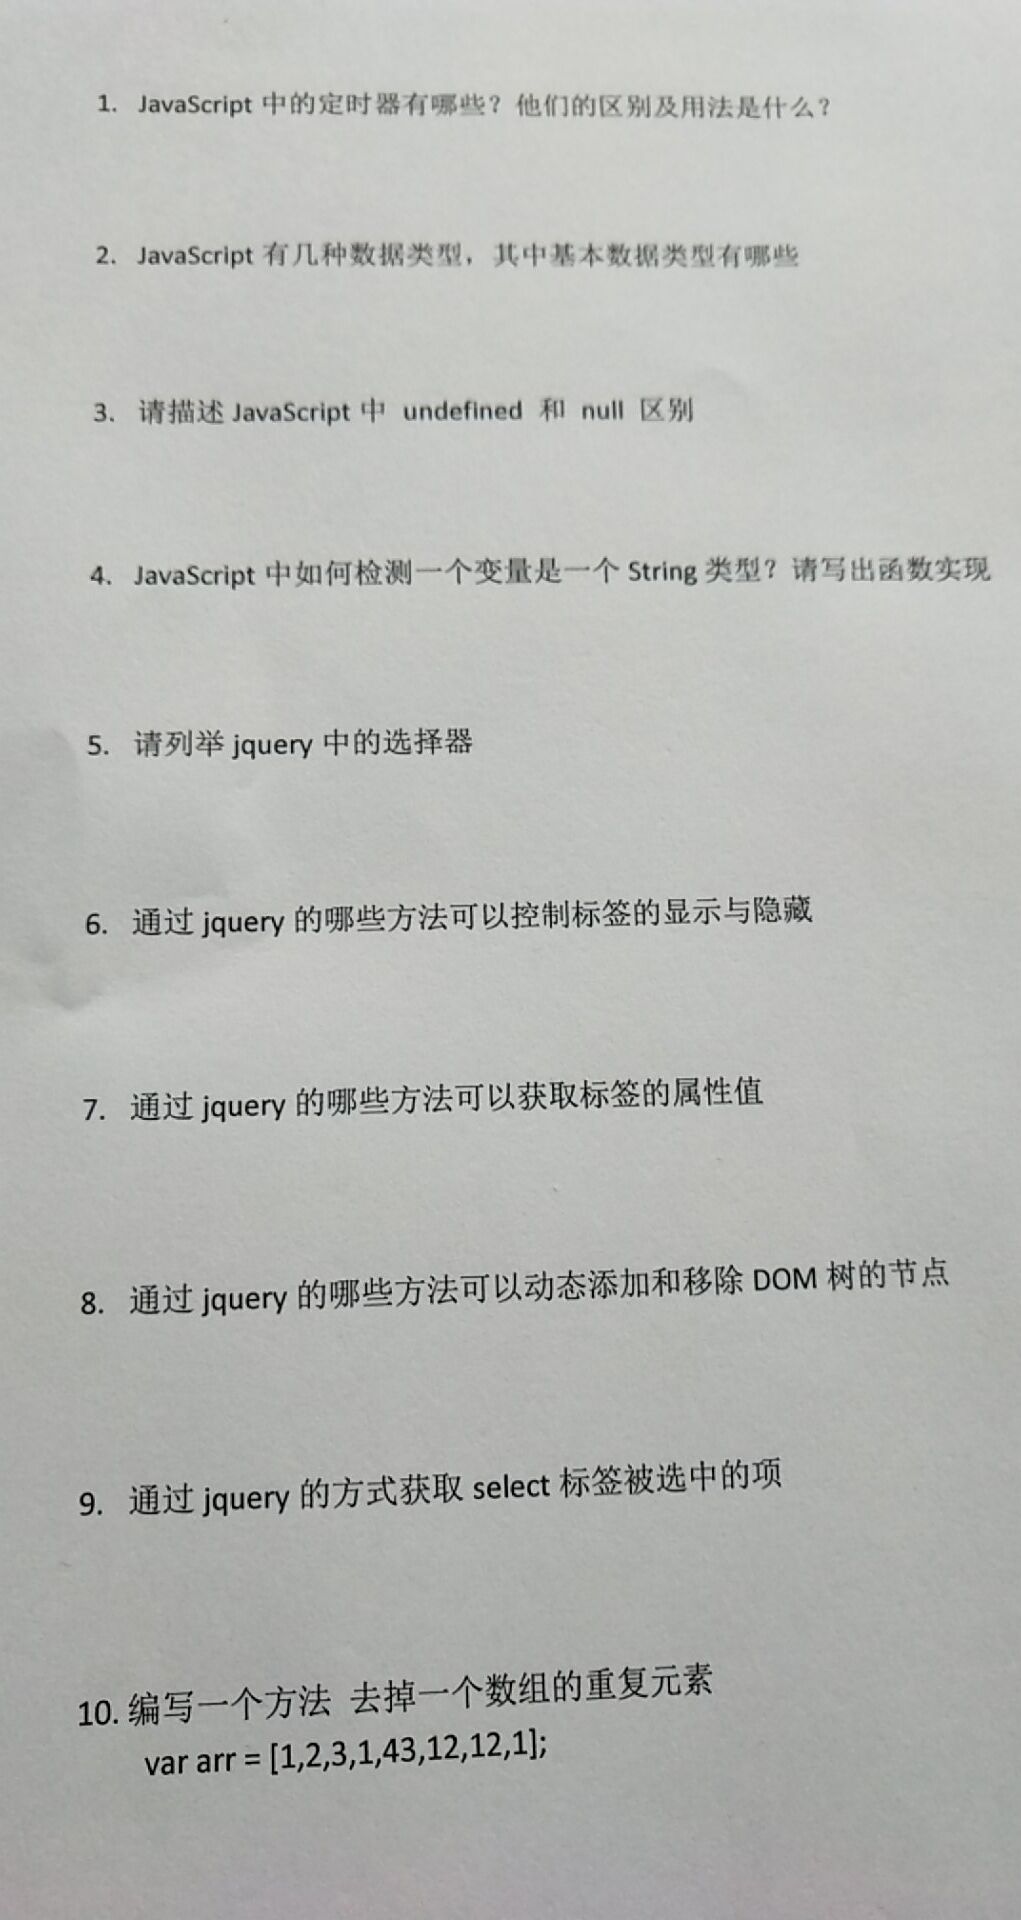 1. JavaScript 中的定时器有哪些？他们的区别及用法是什么？
2. JavaScript 有几种数据类型，其中基本数据类型有哪些
3. 请描述 JavaScript 中 undefined 和 null 区别
4. JavaScript 中如何检测一个变量是一个 String 类型？请写出函数实现
5. 请列举 jquery 中的选择器
6. 通过 jquery 的哪些方法可以控制标签的显示与隐藏
7. 通过 jquery 的哪些方法可以获取标签的属性值
8. 通过 jquery 的哪些方法可以动态添加和移除 DOM 树的节点
9. 通过 jquery 的方式获取 select 标签被选中的项
10. 编写一个方法 去掉一个数组的重复元素
var arr = [1,2,3,1,43,12,12,1];